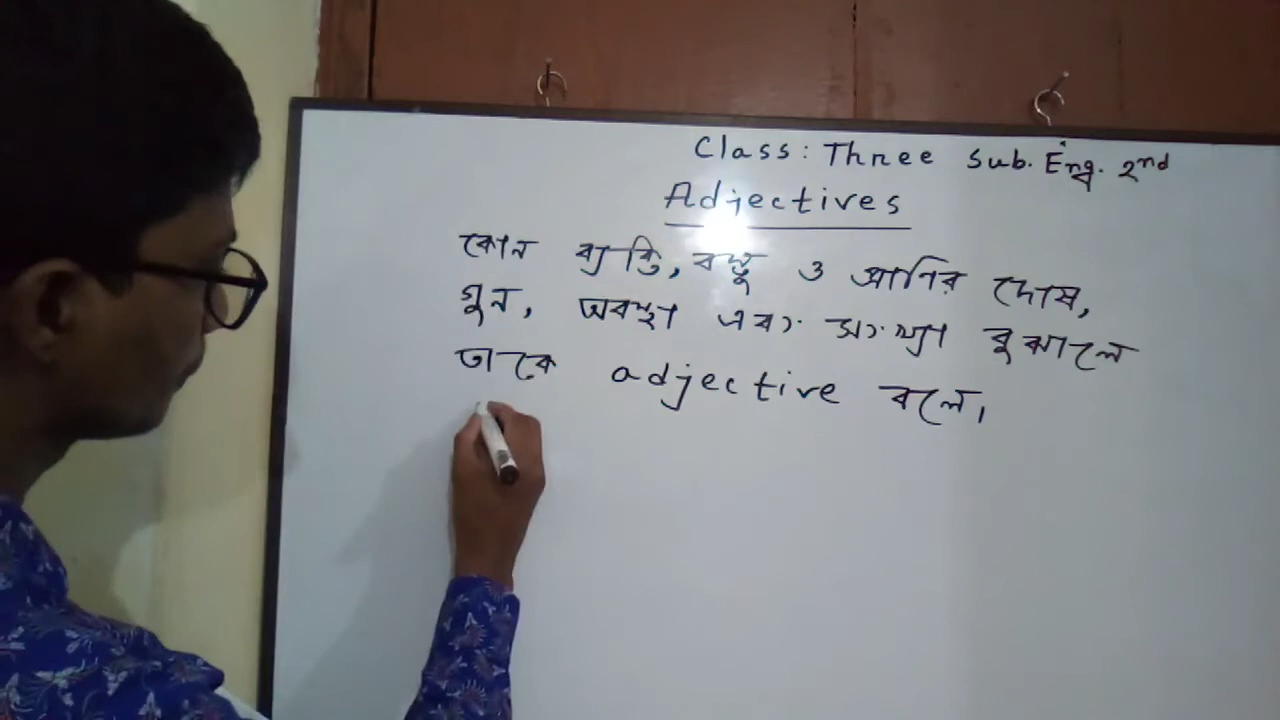 Class: Three Sub. Eng. 2nd
Adjectives
কোন ব্যক্তি, বস্তু ও প্রানির দোষ,
গুন, অবস্থা এবং সংখ্যা বুঝালে
তাকে adjective বলে।